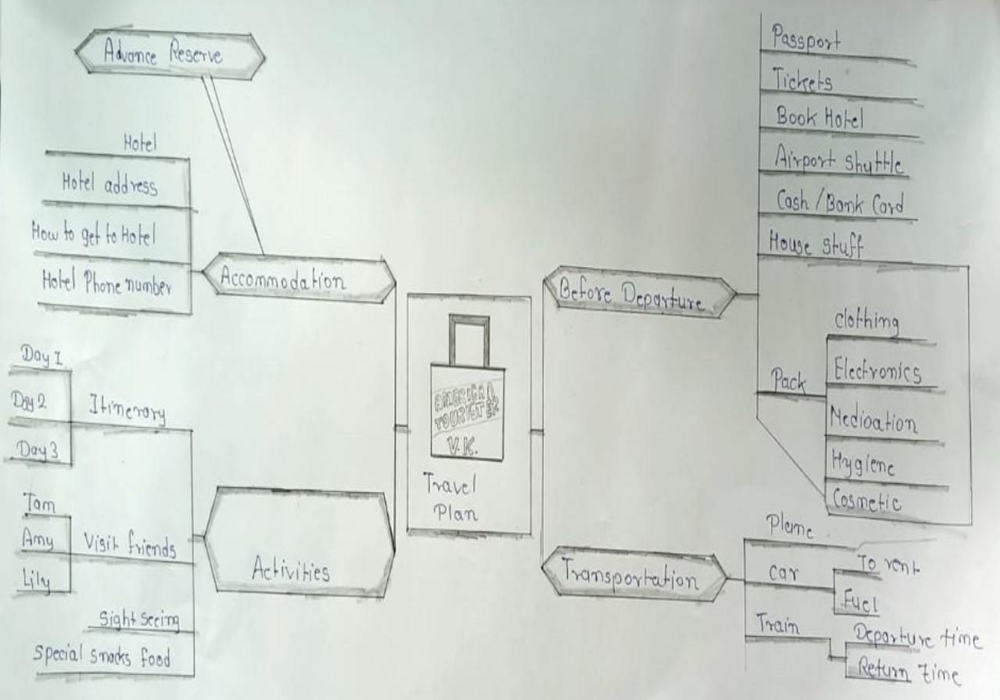 Advance Reserve
Hotel
Hotel address
How to get to Hotel
Hotel Phone number
Accommodation
Day 1
Day 2
Day 3
Itinerary
Tom
Amy
Lily
Visit friends
Sight seeing
Special snacks food
Activities
AMERICAN
TOURISTER
V.K.
Travel
Plan
Before Departure
Passport
Tickets
Book Hotel
Airport shuttle
Cash / Bank Card
House stuff
Pack
clothing
Electronics
Medication
Hygiene
Cosmetic
Transportation
Plane
car
To rent
Fuel
Train
Departure time
Return time